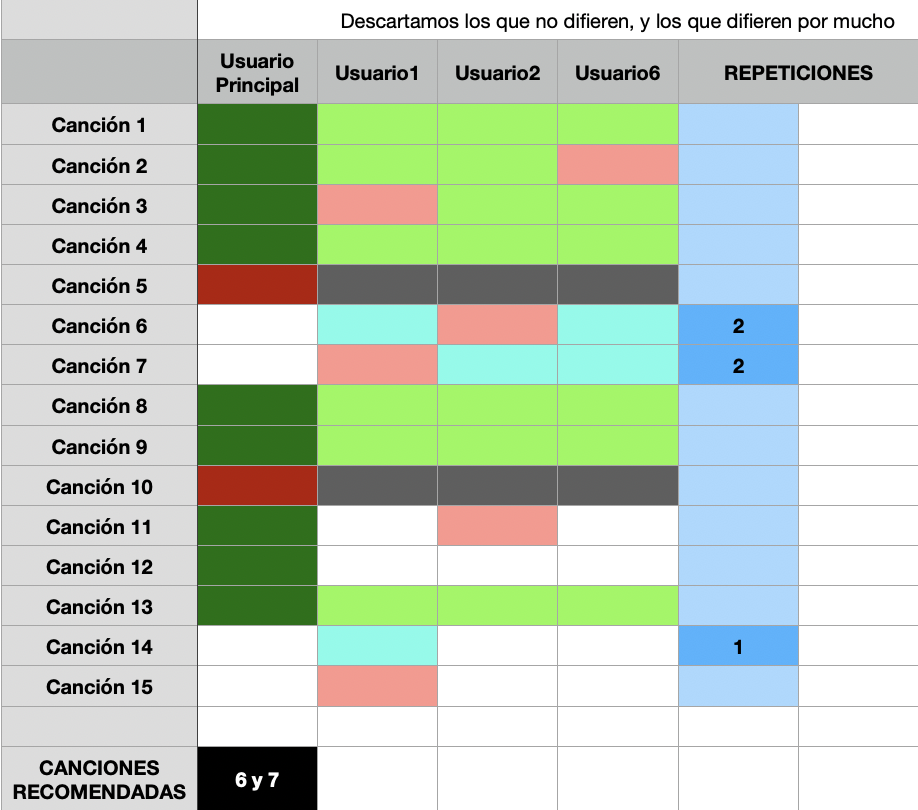 Descartamos los que no difieren, y los que difieren por mucho
Usuario
Principal
Usuario1
Usuario2
Usuario6
REPETICIONES
Canción 1
Canción 2
Canción 3
Canción 4
Canción 5
Canción 6
2
Canción 7
2
Canción 8
Canción 9
Canción 10
Canción 11
Canción 12
Canción 13
Canción 14
1
Canción 15
CANCIONES
RECOMENDADAS
6 y 7